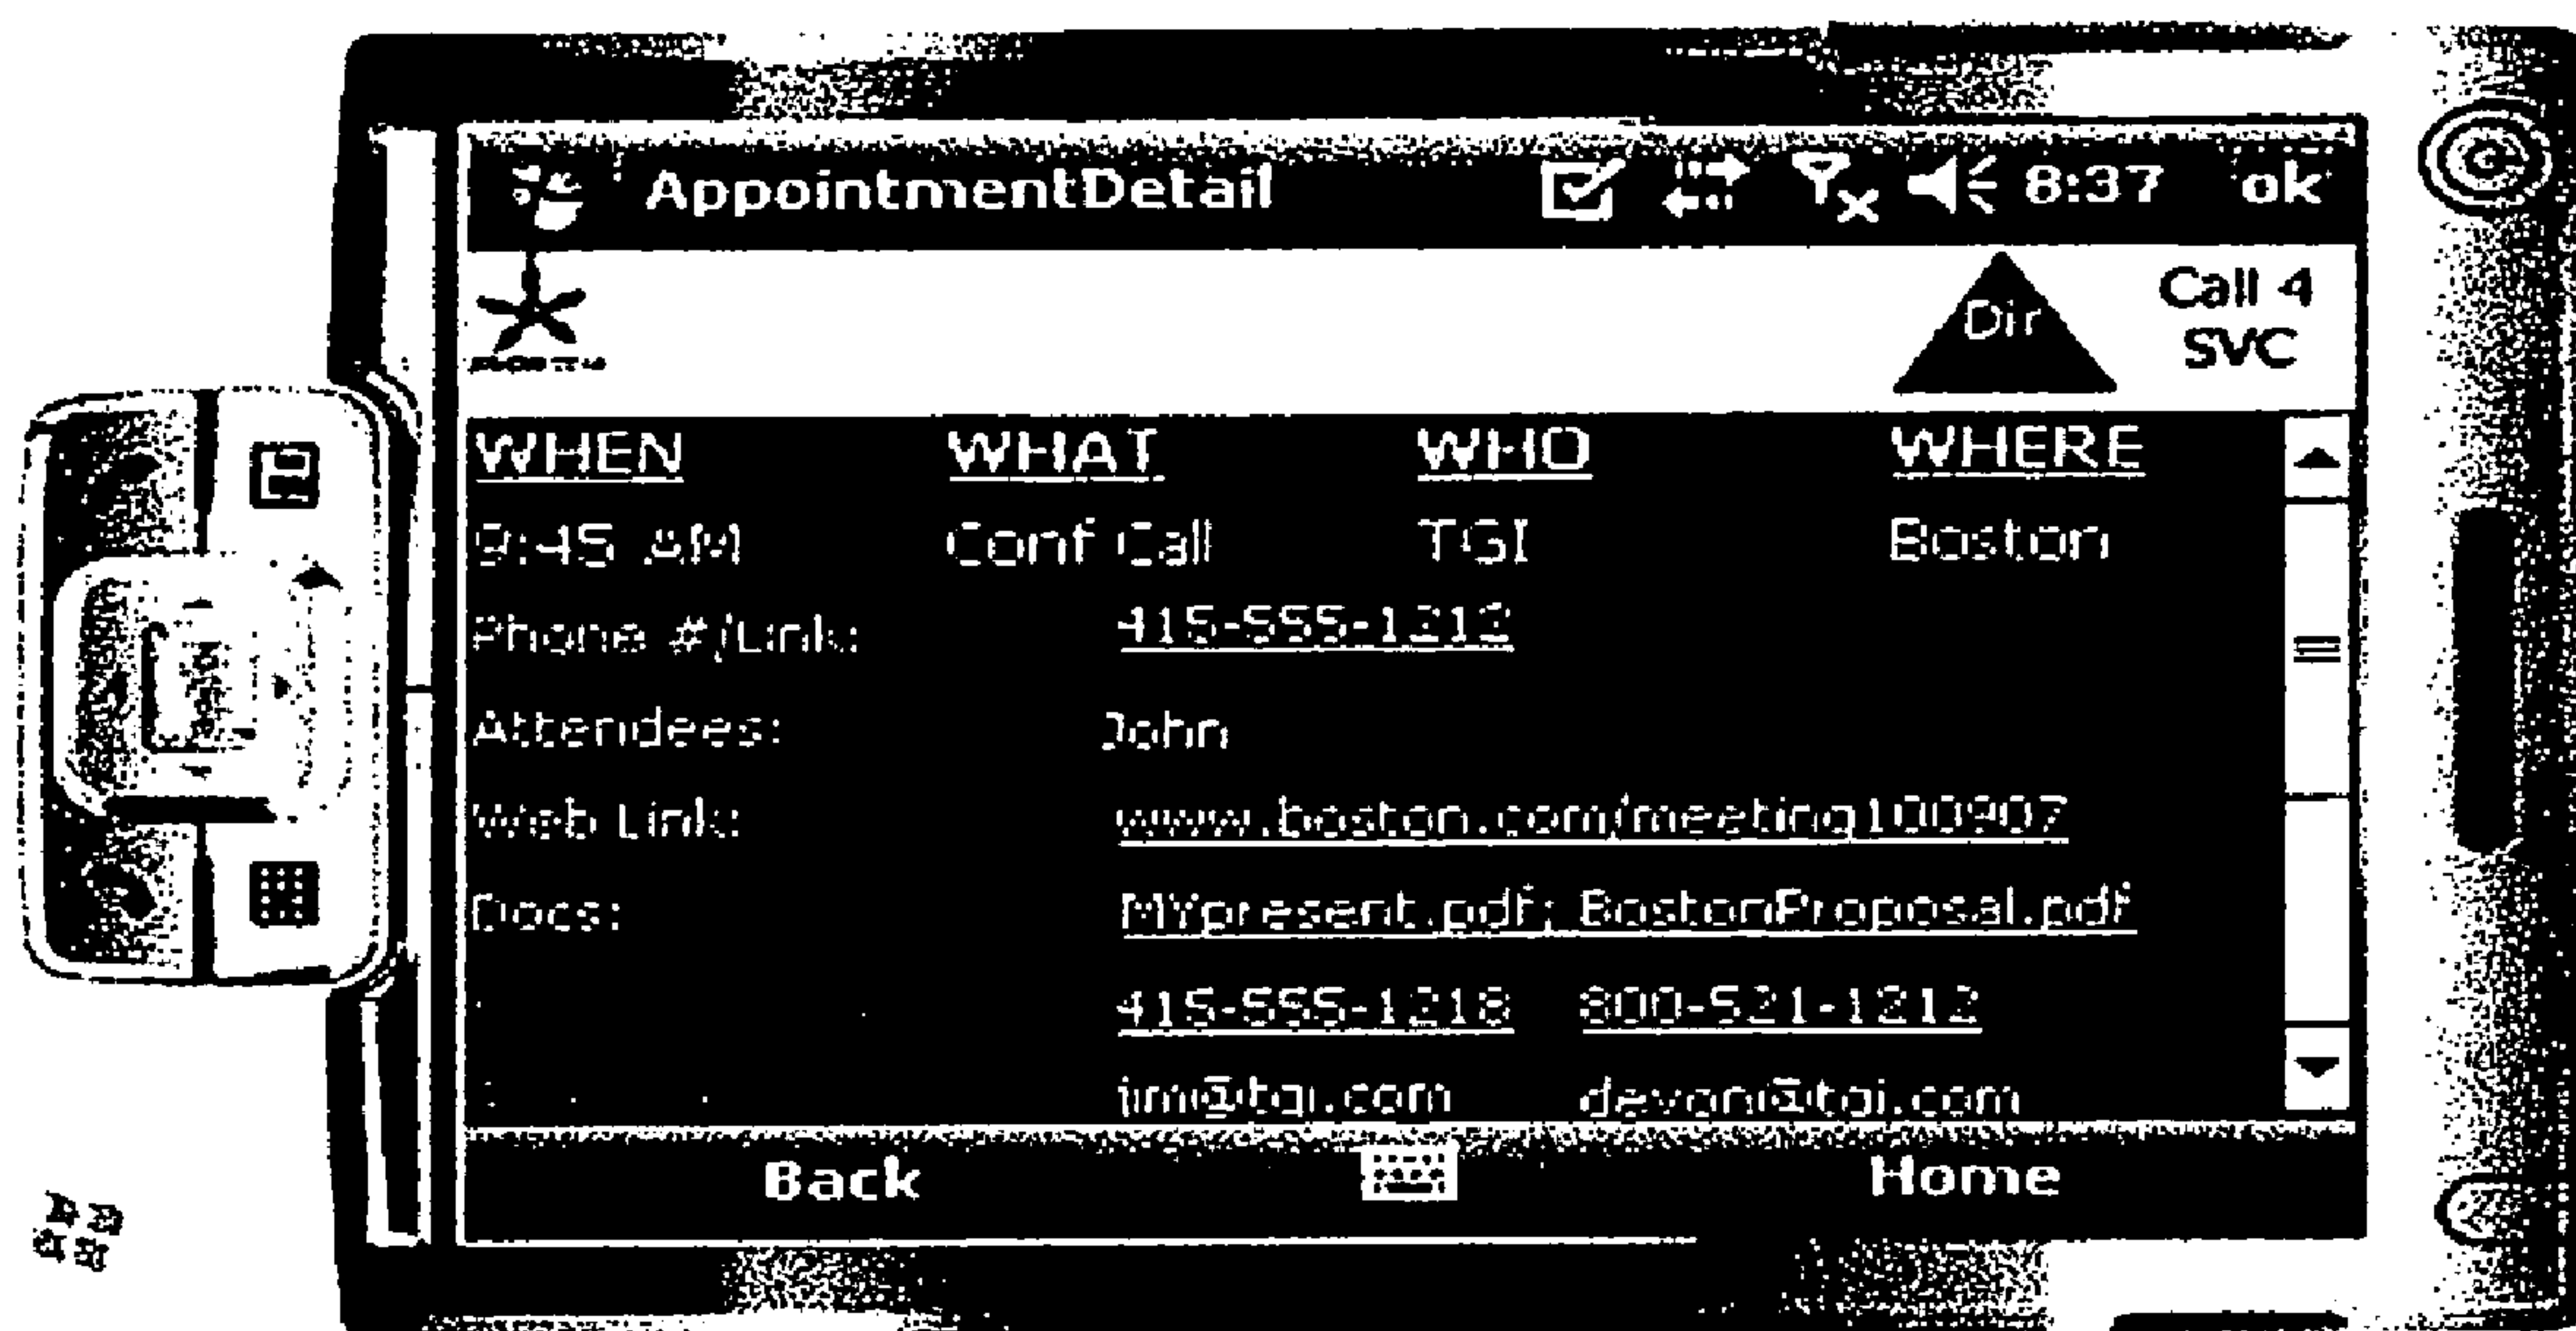 AppointmentDetail 8:37 ok
Dir
Call 4
SVC
WHEN WHAT WHO WHERE
9:45 AM Conf Call TGI Boston
Phone #/Link: 415-555-1212
Attendees: John
Web Link: www.boston.com/meeting100907
Docs: MYpresent.pdf; BostonProposal.pdf
415-555-1218 800-521-1212
jim@tgi.com devon@tgi.com
Back Home